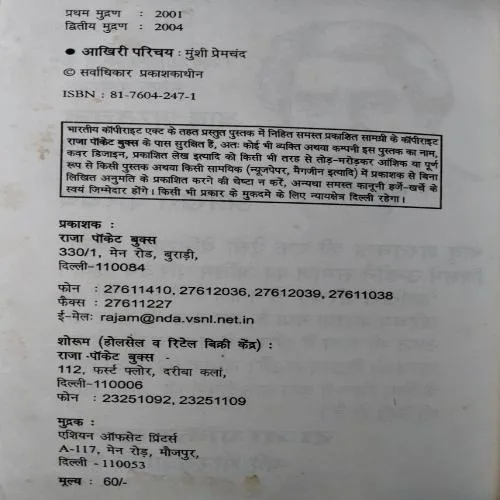 प्रथम मुद्रण : 2001
द्वितीय मुद्रण : 2004
● आखिरी परिचय : मुंशी प्रेमचंद
© सर्वाधिकार प्रकाशकाधीन
ISBN : 81-7604-247-1
भारतीय कॉपीराइट एक्ट के तहत प्रस्तुत पुस्तक में निहित समस्त प्रकाशित सामग्री के कॉपीराइट
राजा पॉकेट बुक्स के पास सुरक्षित हैं, अतः कोई भी व्यक्ति अथवा कम्पनी इस पुस्तक का नाम,
कवर डिजाइन, प्रकाशित लेख इत्यादि को किसी भी तरह से तोड़-मरोड़कर आंशिक या पूर्ण
रूप से किसी पुस्तक अथवा किसी सामयिक (न्यूजपेपर, मैगजीन इत्यादि) में प्रकाशक से बिना
लिखित अनुमति के प्रकाशित करने की चेष्टा न करें, अन्यथा समस्त कानूनी हर्जे-खर्चे के
स्वयं जिम्मेदार होंगे। किसी भी प्रकार के मुकदमे के लिए न्यायक्षेत्र दिल्ली रहेगा।
प्रकाशक :
राजा पॉकेट बुक्स
330/1, मेन रोड, बुराड़ी,
दिल्ली-110084
फोन : 27611410, 27612036, 27612039, 27611038
फैक्स : 27611227
ई-मेलः rajam@nda.vsnl.net.in
शोरूम (होलसेल व रिटेल बिक्री केंद्र) :
राजा पॉकेट बुक्स -
112, फर्स्ट फ्लोर, दरीबा कलां,
दिल्ली-110006
फोन : 23251092, 23251109
मुद्रक :
एशियन ऑफसेट प्रिंटर्स
A-117, मेन रोड़, मौजपुर,
दिल्ली - 110053
मूल्य : 60/-